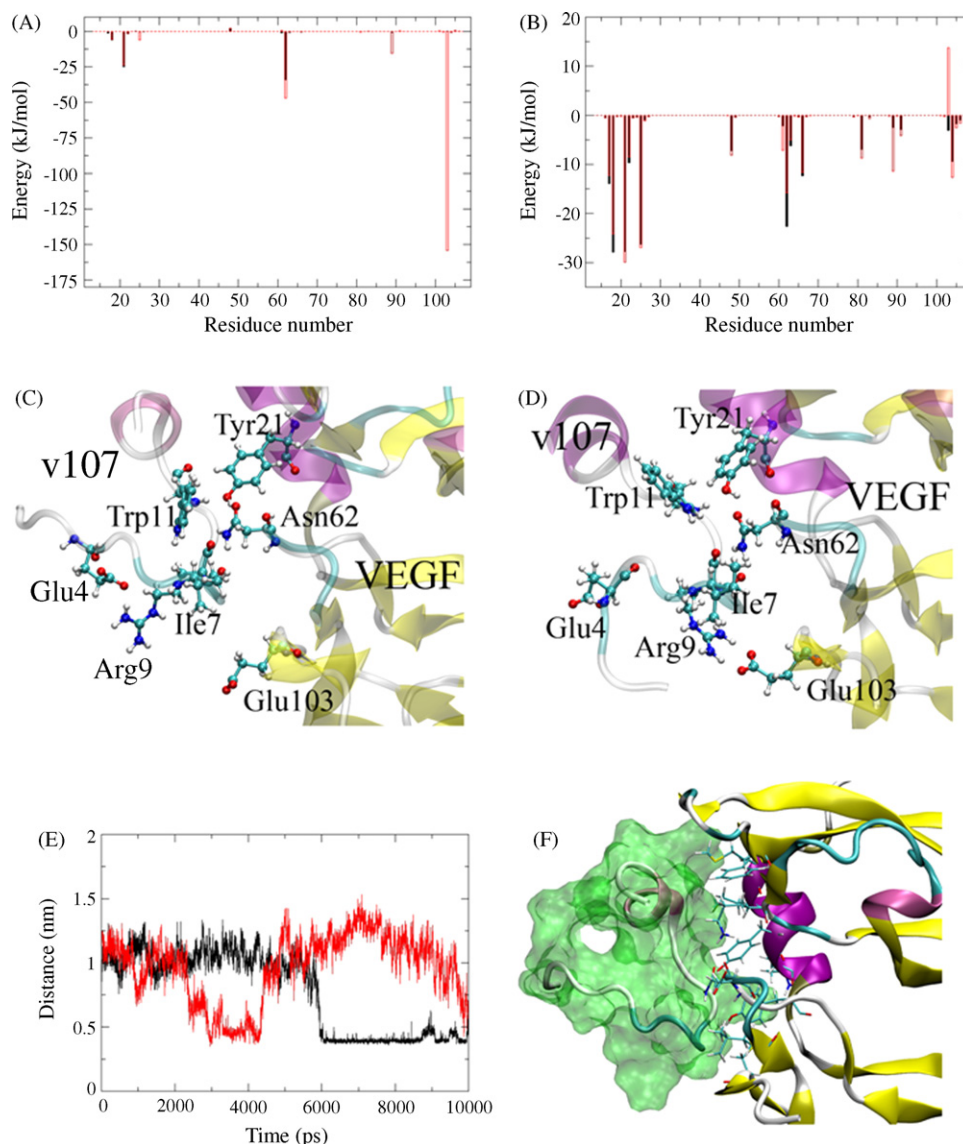 (A)
Energy (kJ/mol)
0
-25
-50
-75
-100
-125
-150
-175
20 30 40 50 60 70 80 90 100
Residuce number
(B)
Energy (kJ/mol)
20
10
0
-10
-20
-30
20 30 40 50 60 70 80 90 100
Residuce number
(C)
v107
Tyr21
Trp11
Asn62
Glu4
VEGF
Ile7
Arg9
Glu103
(D)
v107
Tyr21
Trp11
VEGF
Asn62
Glu4
Ile7
Arg9
Glu103
(E)
Distance (nm)
2
1.5
1
0.5
0
0 2000 4000 6000 8000 10000
Time (ps)
(F)